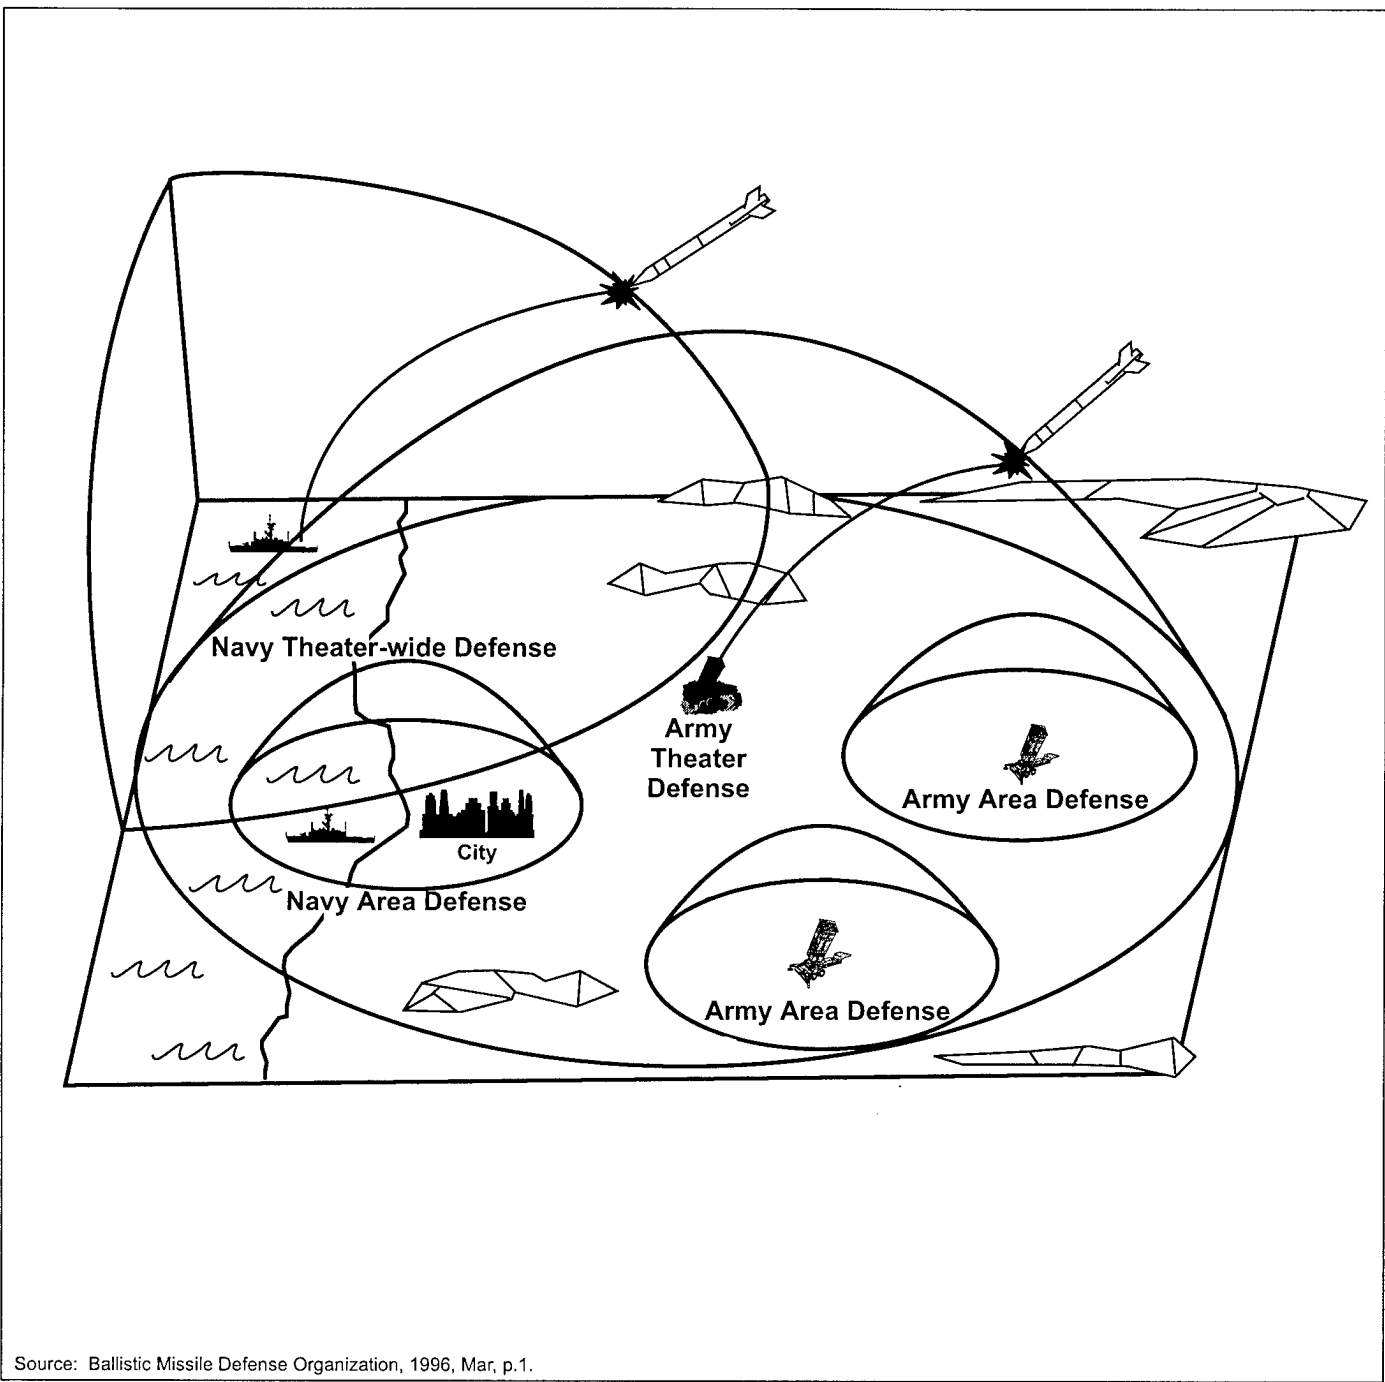 Navy Theater-wide Defense
Army
Theater
Defense
Army Area Defense
City
Navy Area Defense
Army Area Defense
Source: Ballistic Missile Defense Organization, 1996, Mar, p.1.